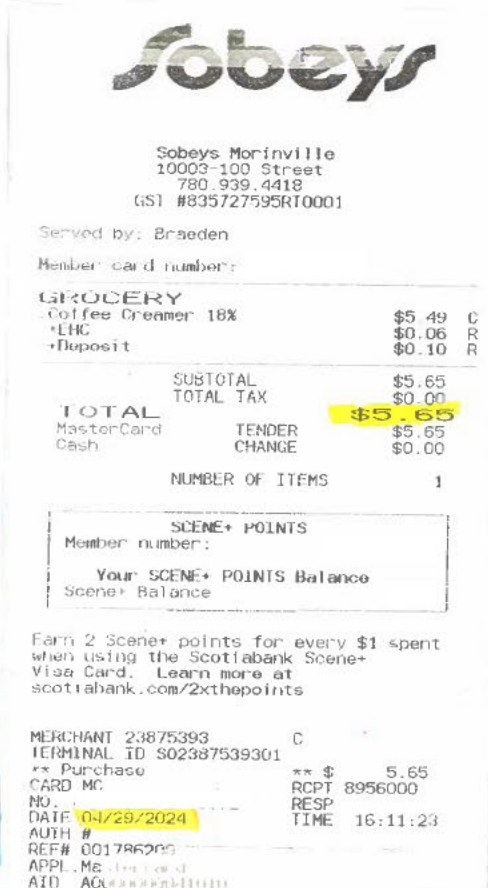 Sobeys
Sobeys Morinville
10003-100 Street
780.939.4418
GST #835727595RT0001
Served by: Braeden
Member card number:
GROCERY
Coffee Creamer 18% $5.49 C
+EHC $0.06 R
+Deposit $0.10 R
SUBTOTAL $5.65
TOTAL TAX $0.00
TOTAL $5.65
MasterCard TENDER $5.65
Cash CHANGE $0.00
NUMBER OF ITEMS 1
SCENE+ POINTS
Member number:
Your SCENE+ POINTS Balance
Scene+ Balance
Earn 2 Scene+ points for every $1 spent
when using the Scotiabank Scene+
Visa Card. Learn more at
scotiabank.com/2xthepoints
MERCHANT 23875393 C
TERMINAL ID S02387539301
** Purchase ** $ 5.65
CARD MC RCPT 8956000
NO. RESP
DATE 04/29/2024 TIME 16:11:23
AUTH #
REF# 001786209
APPL.
AID